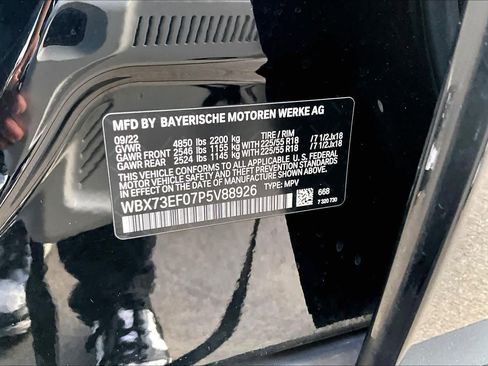 MFD BY BAYERISCHE MOTOREN WERKE AG
09/22 TIRE / RIM
GVWR 4850 lbs 2200 kg
GAWR FRONT 2546 lbs 1155 kg WITH 225/55 R18 / 7 1/2Jx18
GAWR REAR 2524 lbs 1145 kg WITH 225/55 R18 / 7 1/2Jx18
THIS VEHICLE CONFORMS TO ALL APPLICABLE U.S. FEDERAL
MOTOR VEHICLE SAFETY AND THEFT PREVENTION STANDARDS
IN EFFECT ON THE DATE OF MANUFACTURE SHOWN ABOVE.
WBX73EF07P5V88926 TYPE: MPV
668
7 320 730